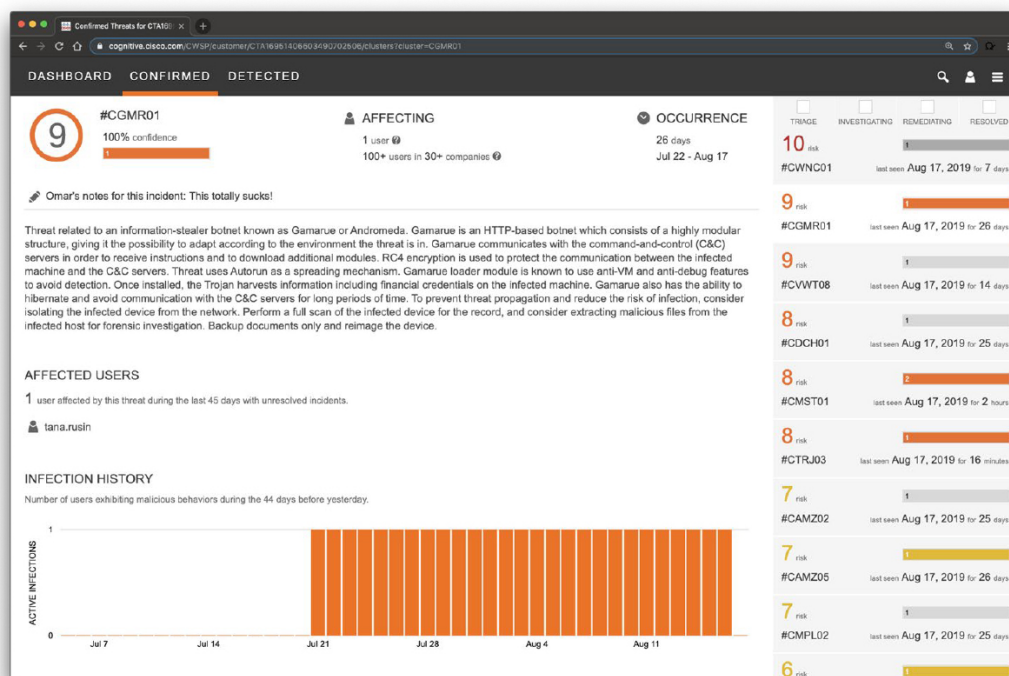 Confirmed Threats for CTA169
cognitive.cisco.com/CWSP/customer/CTA16961406603490702506/clusters?cluster=CGMR01
DASHBOARD CONFIRMED DETECTED
9
#CGMR01
100% confidence
1
AFFECTING
1 user
100+ users in 30+ companies
OCCURRENCE
26 days
Jul 22 - Aug 17
Omar's notes for this incident: This totally sucks!
Threat related to an information-stealer botnet known as Gamarue or Andromeda. Gamarue is an HTTP-based botnet which consists of a highly modular
structure, giving it the possibility to adapt according to the environment the threat is in. Gamarue communicates with the command-and-control (C&C)
servers in order to receive instructions and to download additional modules. RC4 encryption is used to protect the communication between the infected
machine and the C&C servers. Threat uses Autorun as a spreading mechanism. Gamarue loader module is known to use anti-VM and anti-debug features
to avoid detection. Once installed, the Trojan harvests information including financial credentials on the infected machine. Gamarue also has the ability to
hibernate and avoid communication with the C&C servers for long periods of time. To prevent threat propagation and reduce the risk of infection, consider
isolating the infected device from the network. Perform a full scan of the infected device for the record, and consider extracting malicious files from the
infected host for forensic investigation. Backup documents only and reimage the device.
AFFECTED USERS
1 user affected by this threat during the last 45 days with unresolved incidents.
tana.rusin
INFECTION HISTORY
Number of users exhibiting malicious behaviors during the 44 days before yesterday.
ACTIVE INFECTIONS
1
0
Jul 7 Jul 14 Jul 21 Jul 28 Aug 4 Aug 11
TRIAGE INVESTIGATING REMEDIATING RESOLVED
10 risk 1
#CWNC01 last seen Aug 17, 2019 for 7 days
9 risk 1
#CGMR01 last seen Aug 17, 2019 for 26 days
9 risk 1
#CVWT08 last seen Aug 17, 2019 for 14 days
8 risk 1
#CDCH01 last seen Aug 17, 2019 for 25 days
8 risk 2
#CMST01 last seen Aug 17, 2019 for 2 hours
8 risk 1
#CTRJ03 last seen Aug 17, 2019 for 16 minutes
7 risk 1
#CAMZ02 last seen Aug 17, 2019 for 25 days
7 risk 1
#CAMZ05 last seen Aug 17, 2019 for 26 days
7 risk 1
#CMPL02 last seen Aug 17, 2019 for 25 days
6 risk 1